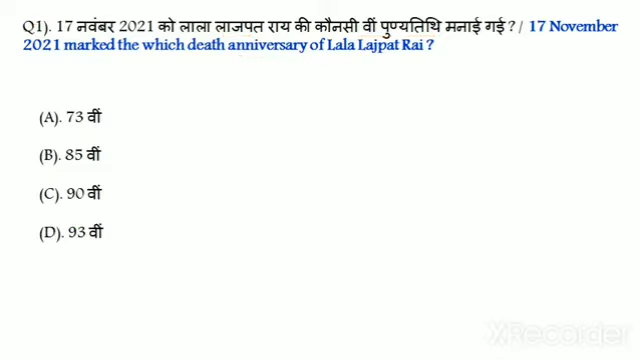 Q1). 17 नवंबर 2021 को लाला लाजपत राय की कौनसी वीं पुण्यतिथि मनाई गई ? / 17 November
2021 marked the which death anniversary of Lala Lajpat Rai ?
(A). 73 वीं
(B). 85 वीं
(C). 90 वीं
(D). 93 वीं
XRecorder